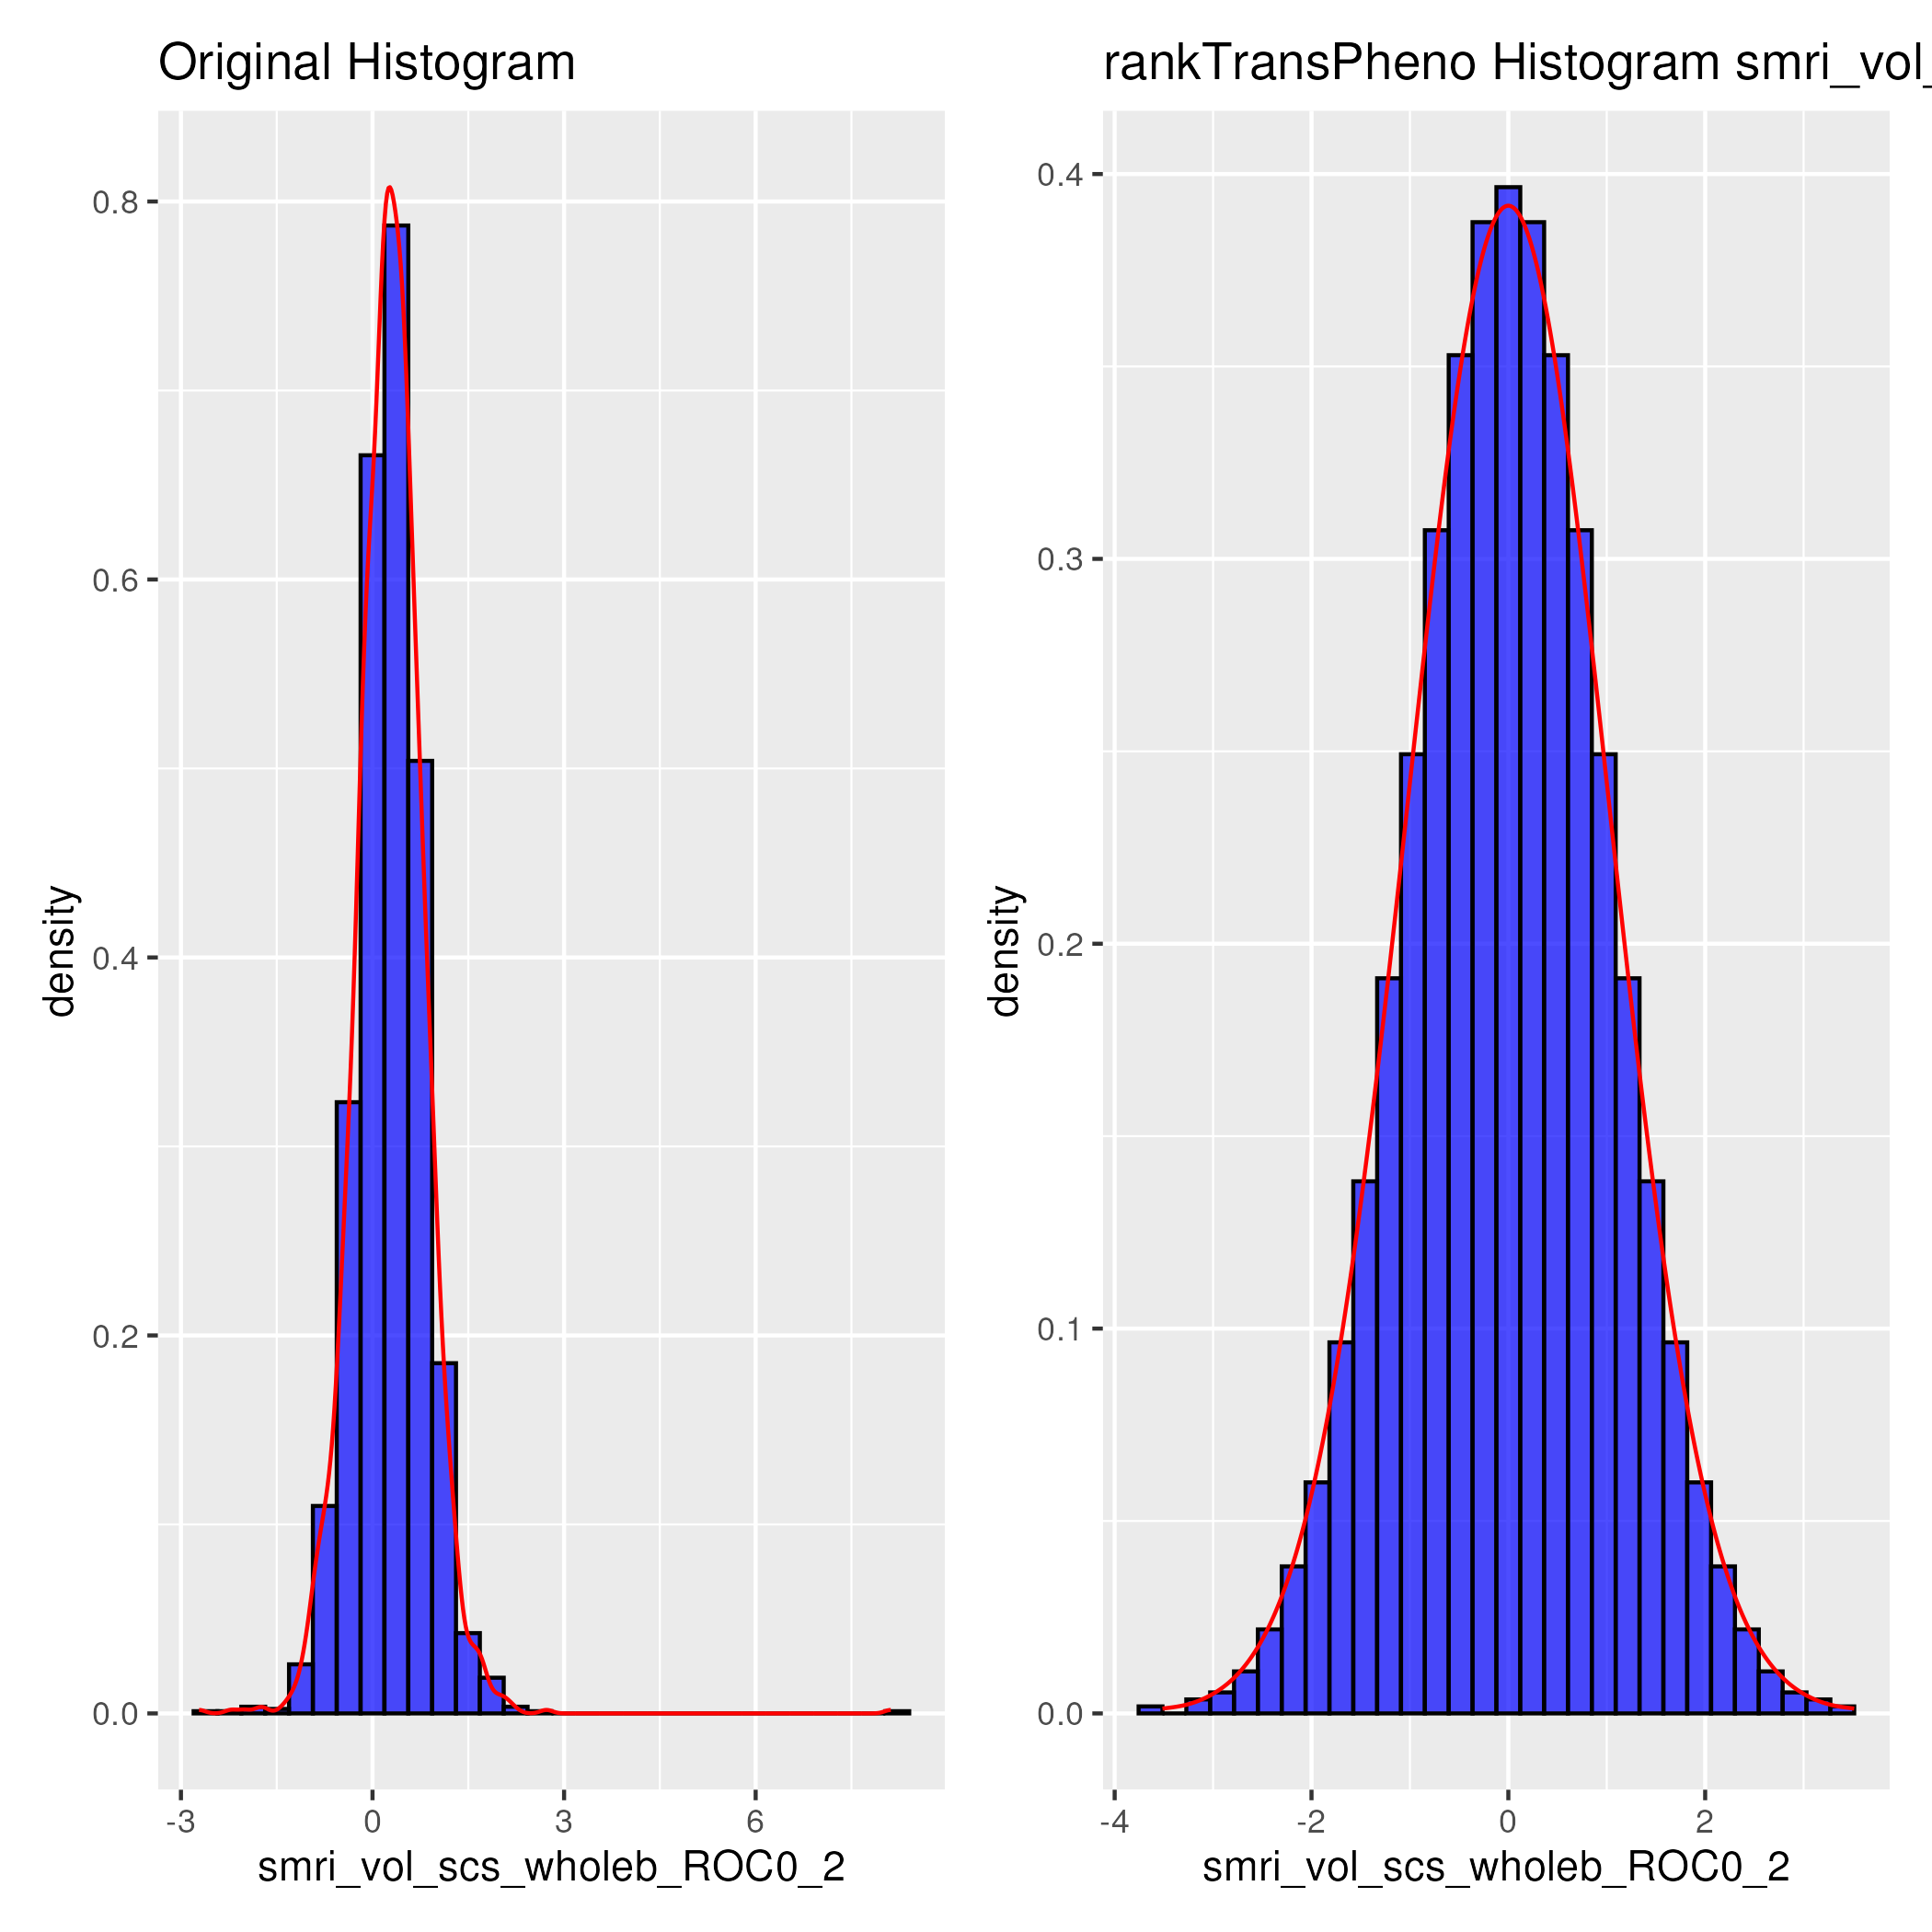 Original Histogram
density
0.8
0.6
0.4
0.2
0.0
-3 0 3 6
smri_vol_scs_wholeb_ROC0_2
rankTransPheno Histogram smri_vol_
density
0.4
0.3
0.2
0.1
0.0
-4 -2 0 2
smri_vol_scs_wholeb_ROC0_2